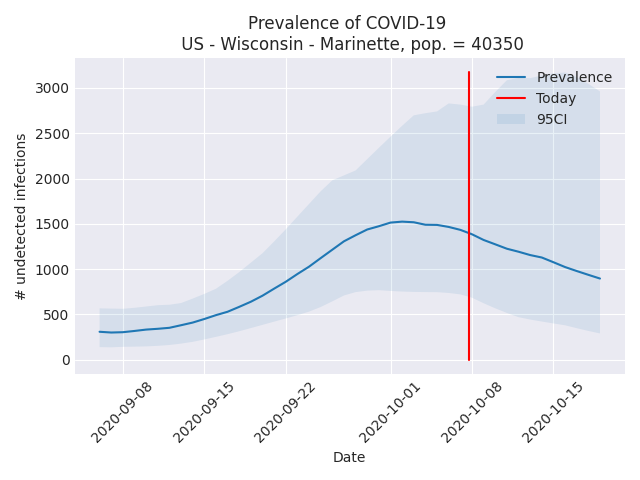 Prevalence of COVID-19
US - Wisconsin - Marinette, pop. = 40350
Prevalence
Today
95CI
# undetected infections
3000
2500
2000
1500
1000
500
0
2020-09-08
2020-09-15
2020-09-22
2020-10-01
2020-10-08
2020-10-15
Date